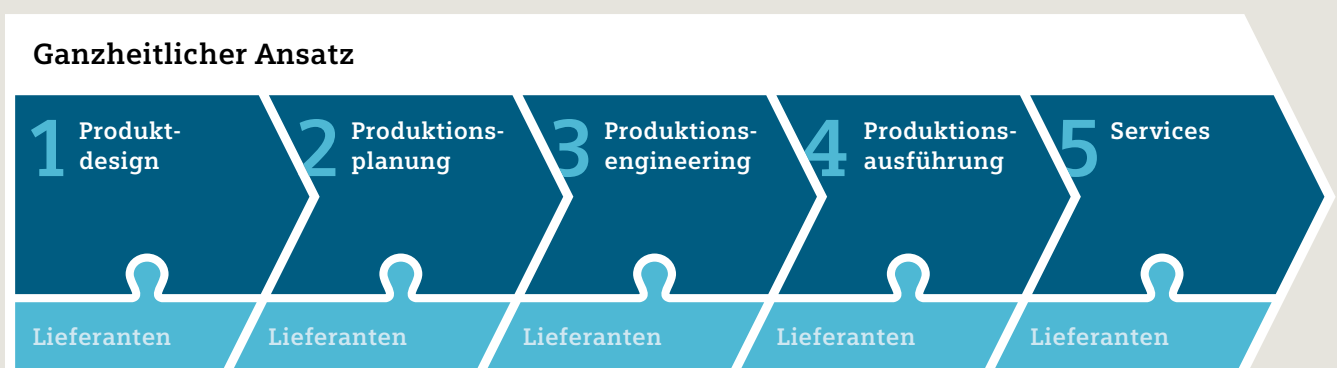 Ganzheitlicher Ansatz
1 Produkt-
design
2 Produktions-
planung
3 Produktions-
engineering
4 Produktions-
ausführung
5 Services
Lieferanten
Lieferanten
Lieferanten
Lieferanten
Lieferanten